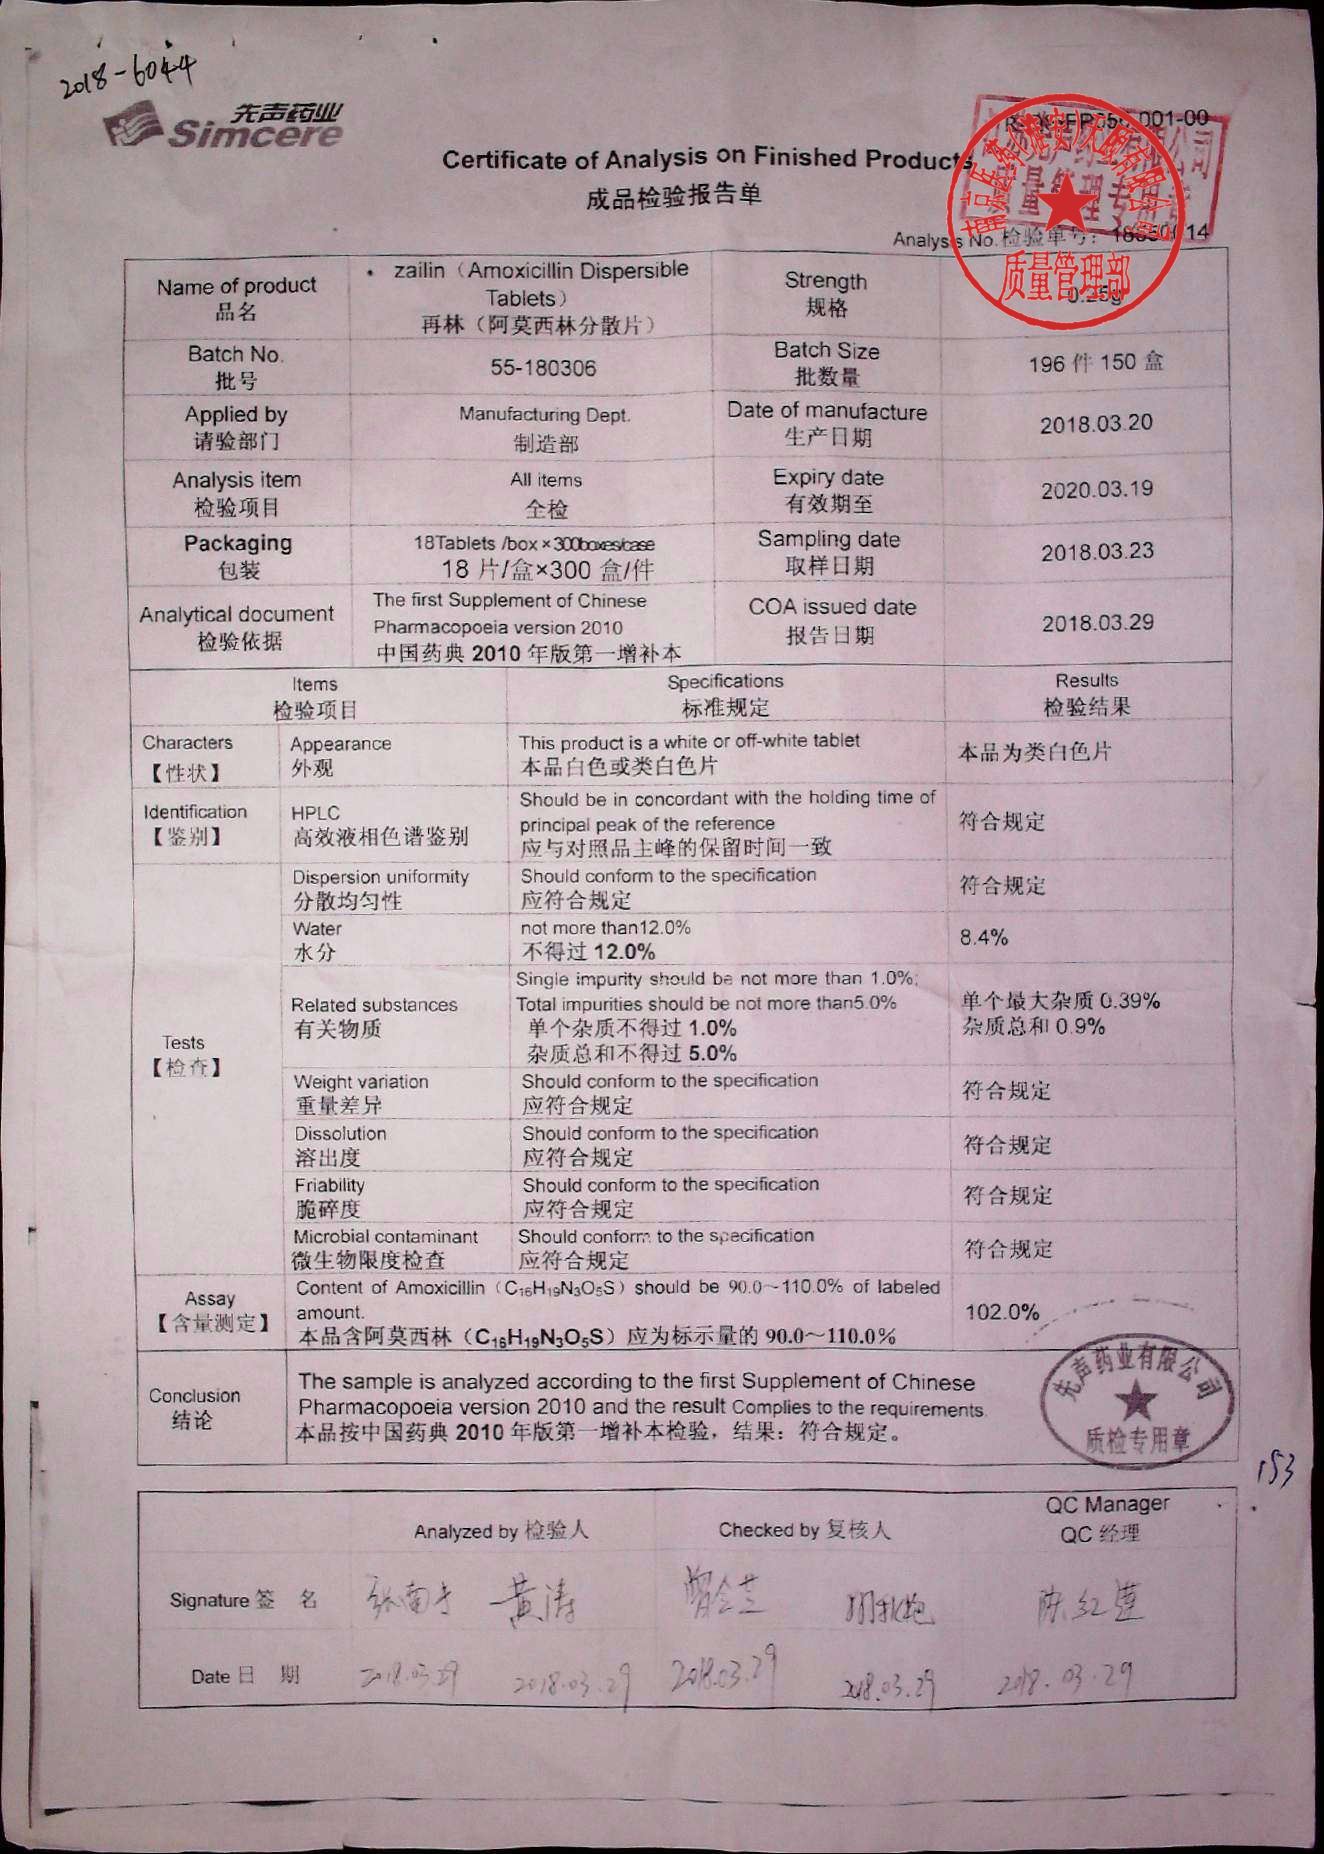 2018-6044
先声药业
Simcere
001-00
Certificate of Analysis on Finished Products
成品检验报告单
质量管理专用章
Analysis No.检验单号:
质量管理部
Name of product
品名
zailin（Amoxicillin Dispersible
Tablets）
再林（阿莫西林分散片）
Strength
规格
0.25g
Batch No.
批号
55-180306
Batch Size
批数量
196 件 150 盒
Applied by
请验部门
Manufacturing Dept.
制造部
Date of manufacture
生产日期
2018.03.20
Analysis item
检验项目
All items
全检
Expiry date
有效期至
2020.03.19
Packaging
包装
18Tablets /box×300boxes/case
18 片/盒×300 盒/件
Sampling date
取样日期
2018.03.23
Analytical document
检验依据
The first Supplement of Chinese
Pharmacopoeia version 2010
中国药典 2010 年版第一增补本
COA issued date
报告日期
2018.03.29
Items
检验项目
Specifications
标准规定
Results
检验结果
Characters
【性状】
Appearance
外观
This product is a white or off-white tablet
本品白色或类白色片
本品为类白色片
Identification
【鉴别】
HPLC
高效液相色谱鉴别
Should be in concordant with the holding time of
principal peak of the reference
应与对照品主峰的保留时间一致
符合规定
Tests
【检查】
Dispersion uniformity
分散均匀性
Should conform to the specification
应符合规定
符合规定
Water
水分
not more than12.0%
不得过 12.0%
8.4%
Related substances
有关物质
Single impurity should be not more than 1.0%;
Total impurities should be not more than5.0%
单个杂质不得过 1.0%
杂质总和不得过 5.0%
单个最大杂质 0.39%
杂质总和 0.9%
Weight variation
重量差异
Should conform to the specification
应符合规定
符合规定
Dissolution
溶出度
Should conform to the specification
应符合规定
符合规定
Friability
脆碎度
Should conform to the specification
应符合规定
符合规定
Microbial contaminant
微生物限度检查
Should conform to the specification
应符合规定
符合规定
Assay
【含量测定】
Content of Amoxicillin（C₁₆H₁₉N₃O₅S）should be 90.0～110.0% of labeled
amount.
本品含阿莫西林（C₁₆H₁₉N₃O₅S）应为标示量的 90.0～110.0%
102.0%
Conclusion
结论
The sample is analyzed according to the first Supplement of Chinese
Pharmacopoeia version 2010 and the result Complies to the requirements.
本品按中国药典 2010 年版第一增补本检验，结果：符合规定。
先声药业有限公司
质检专用章
153
Analyzed by 检验人
Checked by 复核人
QC Manager
QC 经理
Signature 签 名
黄涛
陈红莲
Date 日 期
2018.03.29
2018.03.29
2018.03.29
2018.03.29
2018.03.29